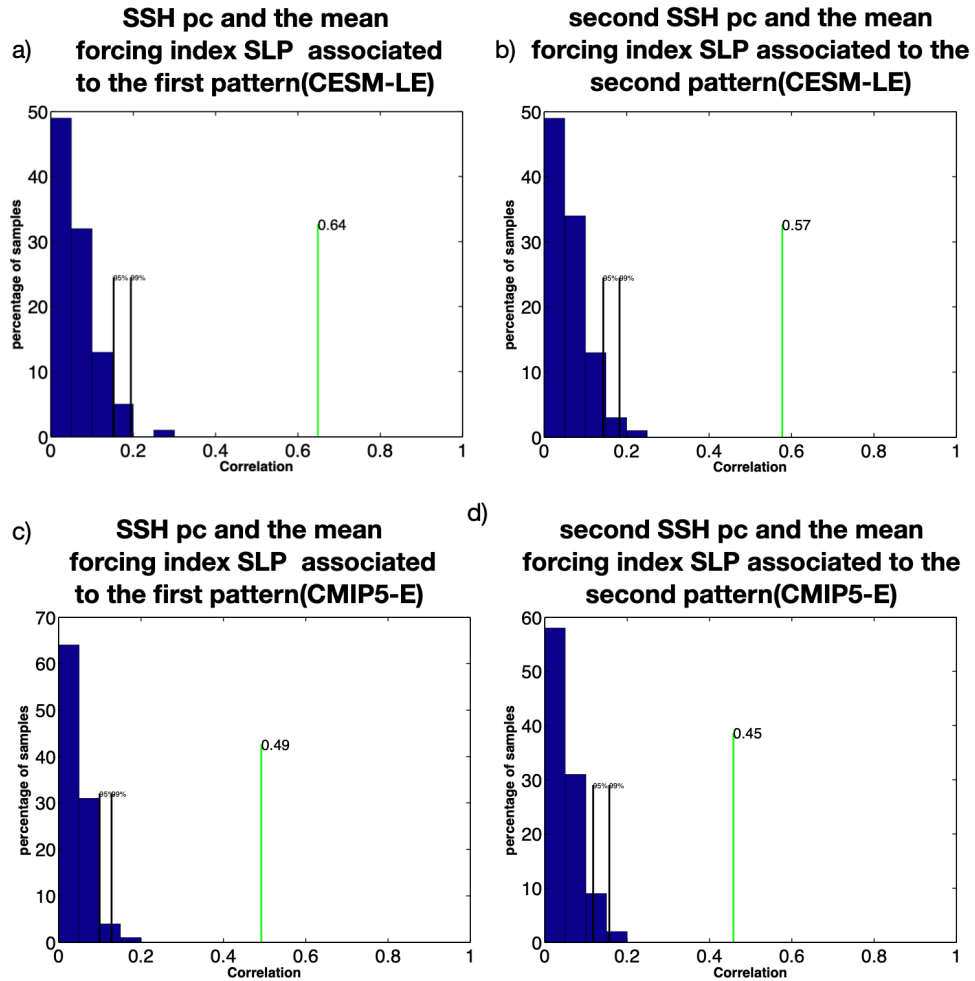 a)
SSH pc and the mean
forcing index SLP associated
to the first pattern(CESM-LE)
percentage of samples
50
40
30
20
10
0
0.64
95% 99%
0 0.2 0.4 0.6 0.8 1
Correlation
b)
second SSH pc and the mean
forcing index SLP associated to the
second pattern(CESM-LE)
percentage of samples
50
40
30
20
10
0
0.57
95% 99%
0 0.2 0.4 0.6 0.8 1
Correlation
c)
SSH pc and the mean
forcing index SLP associated
to the first pattern(CMIP5-E)
percentage of samples
70
60
50
40
30
20
10
0
0.49
95% 99%
0 0.2 0.4 0.6 0.8 1
Correlation
d)
second SSH pc and the mean
forcing index SLP associated to the
second pattern(CMIP5-E)
percentage of samples
60
50
40
30
20
10
0
0.45
95% 99%
0 0.2 0.4 0.6 0.8 1
Correlation